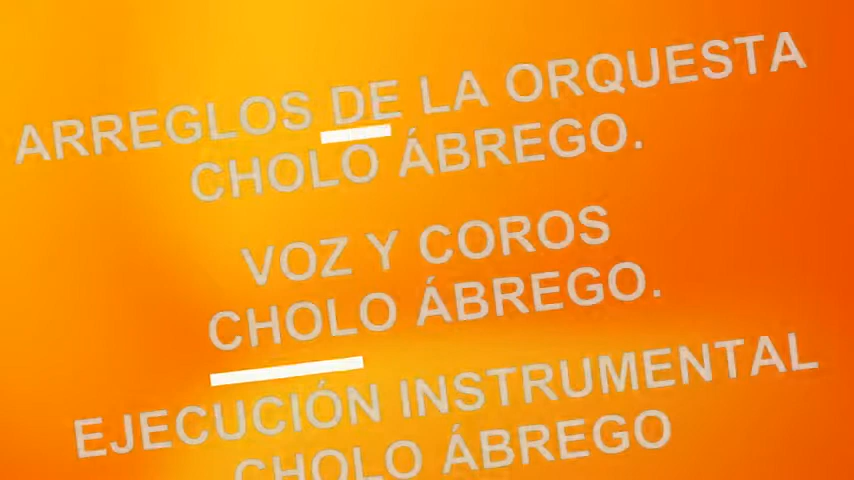 ARREGLOS DE LA ORQUESTA
CHOLO ÁBREGO.
VOZ Y COROS
CHOLO ÁBREGO.
EJECUCIÓN INSTRUMENTAL
CHOLO ÁBREGO